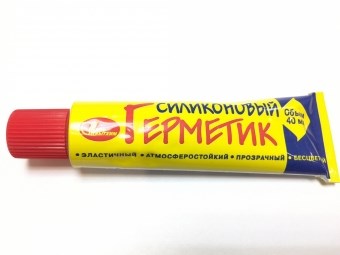 СИЛИКОНОВЫЙ
ГЕРМЕТИК
Объем
40 мл
• ЭЛАСТИЧНЫЙ • АТМОСФЕРОСТОЙКИЙ • ПРОЗРАЧНЫЙ • БЕСЦВЕТ